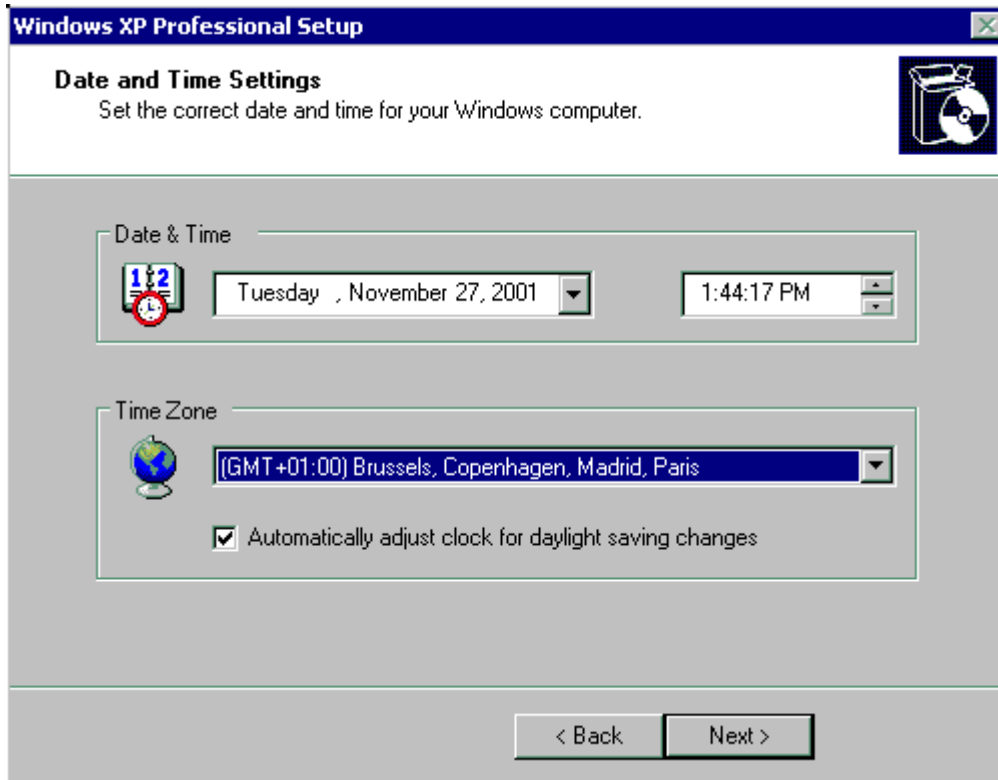 Windows XP Professional Setup
Date and Time Settings
Set the correct date and time for your Windows computer.
Date & Time
12
Tuesday , November 27, 2001
1:44:17 PM
Time Zone
(GMT+01:00) Brussels, Copenhagen, Madrid, Paris
Automatically adjust clock for daylight saving changes
< Back
Next >